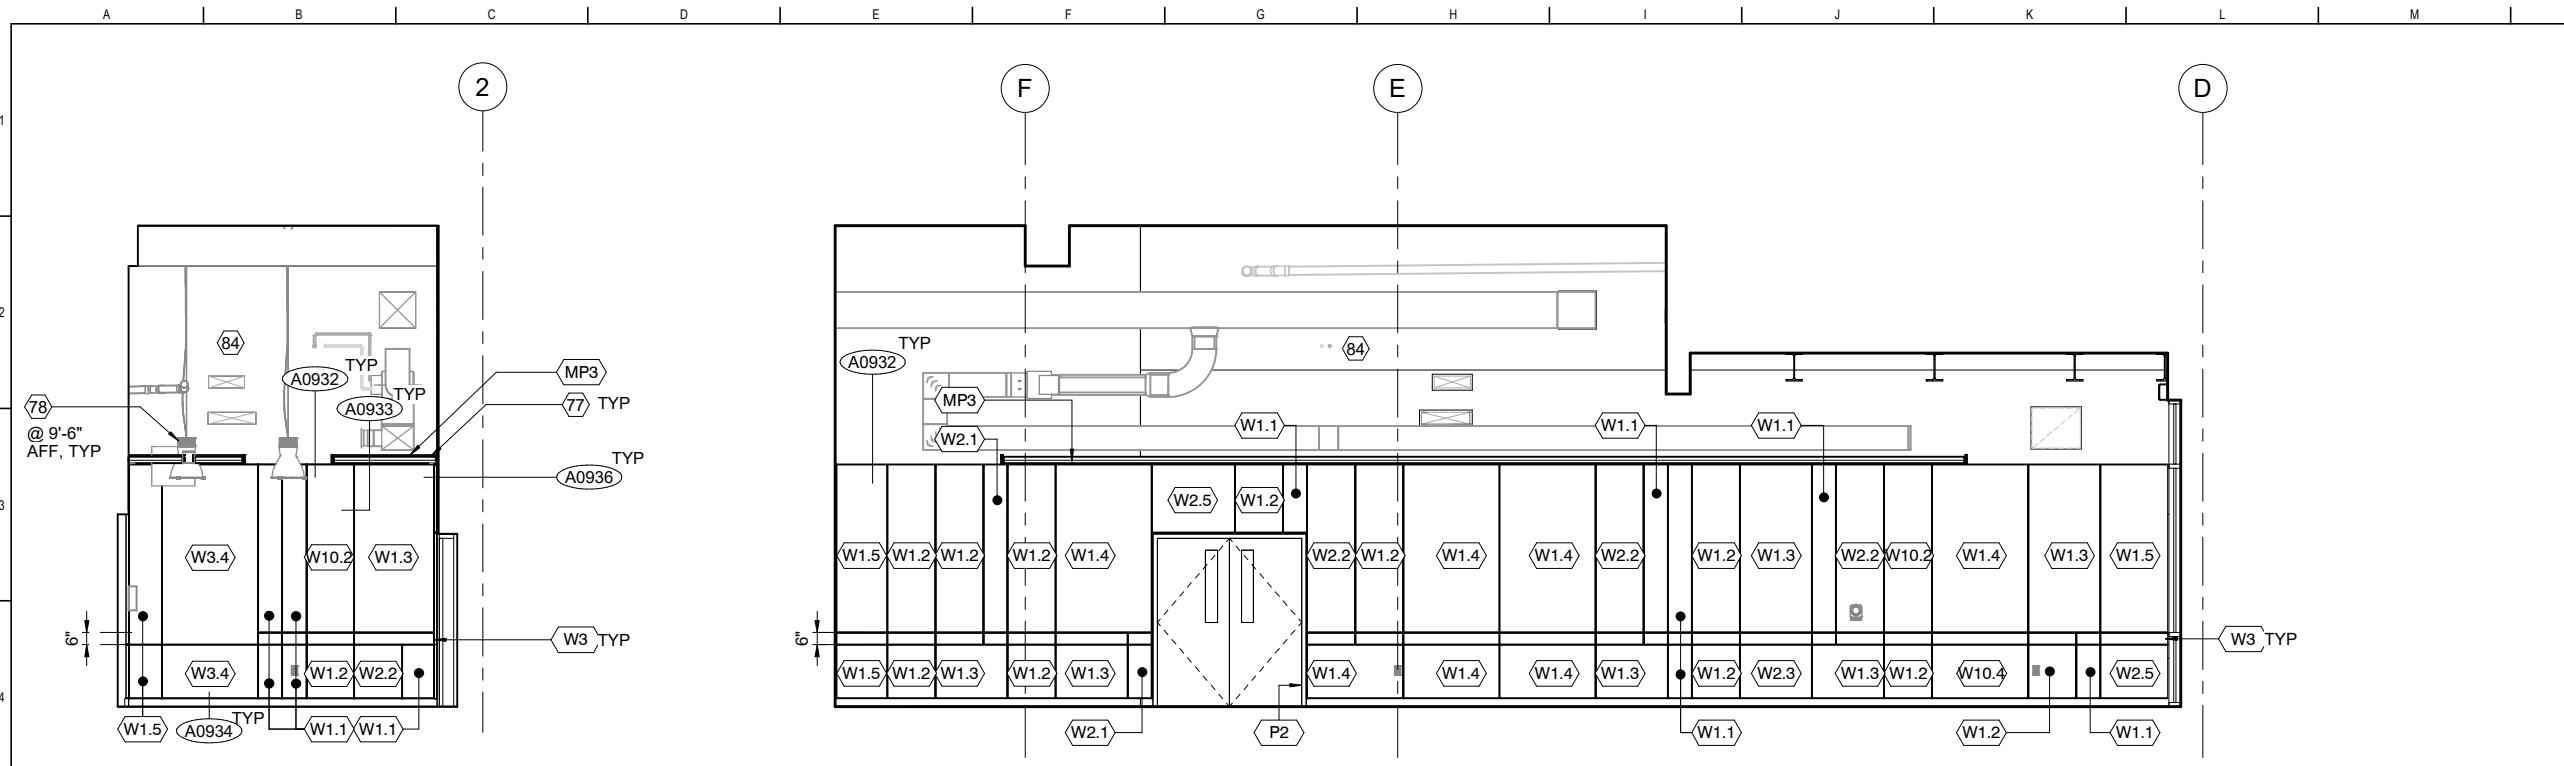 A B C D E F G H I J K L M
1
2
3
4
2
F
E
D
84
A0932
TYP
A0933
TYP
MP3
77 TYP
78
@ 9'-6"
AFF, TYP
TYP
A0936
W3.4
W10.2
W1.3
6"
W3 TYP
W3.4
W1.2
W2.2
W1.5
A0934
TYP
W1.1
W1.1
TYP
A0932
84
MP3
W2.1
W1.1
W1.1
W1.1
W2.5
W1.2
W1.5
W1.2
W1.2
W1.2
W1.4
W2.2
W1.2
W1.4
W1.4
W2.2
W1.2
W1.3
W2.2
W10.2
W1.4
W1.3
W1.5
6"
W3 TYP
W1.5
W1.2
W1.3
W1.2
W1.3
W1.4
W1.4
W1.4
W1.3
W1.2
W2.3
W1.3
W1.2
W10.4
W2.5
W2.1
P2
W1.1
W1.2
W1.1